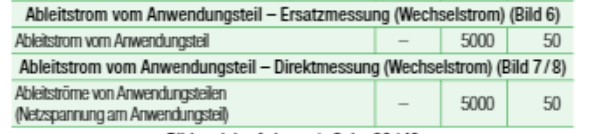 Ableitstrom vom Anwendungsteil – Ersatzmessung (Wechselstrom) (Bild 6)
Ableitstrom vom Anwendungsteil – 5000 50
Ableitstrom vom Anwendungsteil – Direktmessung (Wechselstrom) (Bild 7/8)
Ableitströme von Anwendungsteilen
(Netzspannung am Anwendungsteil) – 5000 50